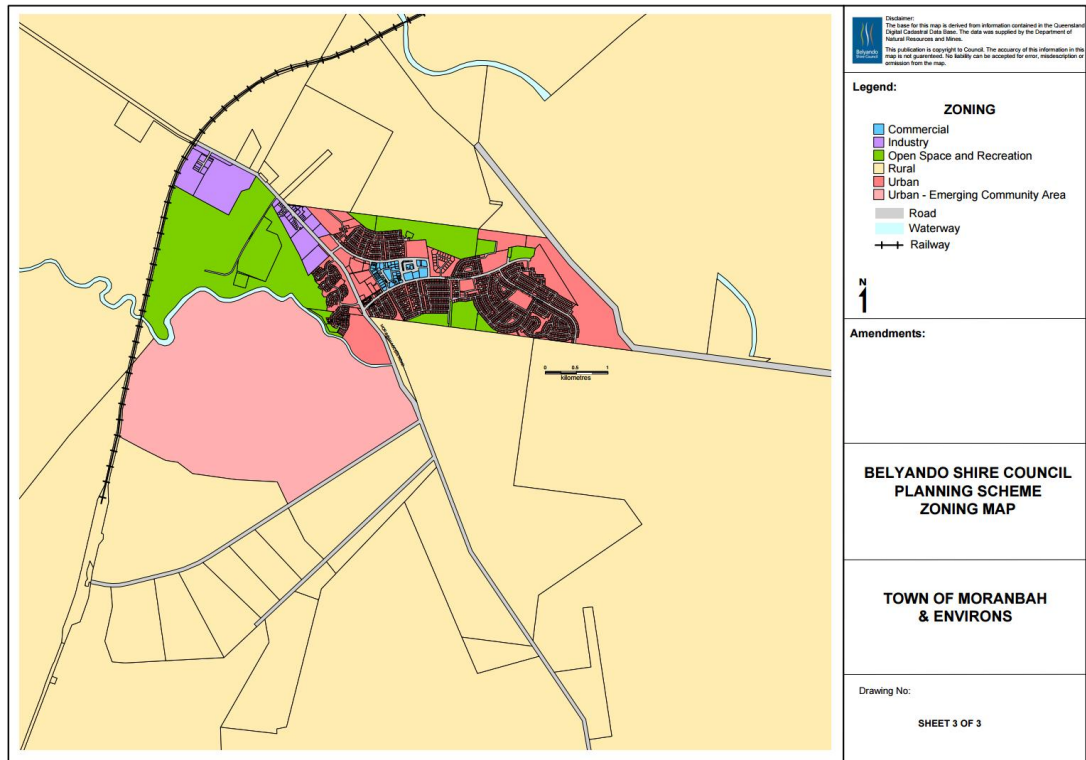 Disclaimer:
The base for this map is derived from information contained in the Queensland
Digital Cadastral Data Base. The data was supplied by the Department of
Natural Resources and Mines.
This publication is copyright to Council. The accuarcy of this information in this
map is not guarenteed. No liability can be accepted for error, misdescription or
omission from the map.
Belyando
Shire Council
Legend:
ZONING
Commercial
Industry
Open Space and Recreation
Rural
Urban
Urban - Emerging Community Area
Road
Waterway
Railway
N
Amendments:
0 0.5 1
kilometres
BELYANDO SHIRE COUNCIL
PLANNING SCHEME
ZONING MAP
TOWN OF MORANBAH
& ENVIRONS
Drawing No:
SHEET 3 OF 3